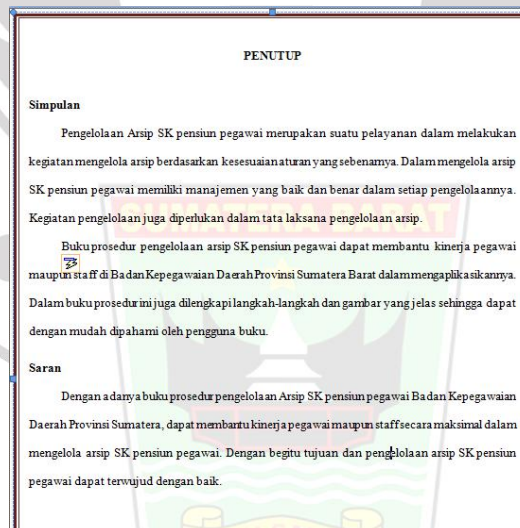 PENUTUP
Simpulan
Pengelolaan Arsip SK pensiun pegawai merupakan suatu pelayanan dalam melakukan
kegiatan mengelola arsip berdasarkan kesesuaian aturan yang sebenarnya. Dalam mengelola arsip
SK pensiun pegawai memiliki manajemen yang baik dan benar dalam setiap pengelolaannya.
Kegiatan pengelolaan juga diperlukan dalam tata laksana pengelolaan arsip.
SUMATERA BARAT
Buku prosedur pengelolaan arsip SK pensiun pegawai dapat membantu kinerja pegawai
maupun staff di Badan Kepegawaian Daerah Provinsi Sumatera Barat dalam mengaplikasikannya.
Dalam buku prosedur ini juga dilengkapi langkah-langkah dan gambar yang jelas sehingga dapat
dengan mudah dipahami oleh pengguna buku.
Saran
Dengan adanya buku prosedur pengelolaan Arsip SK pensiun pegawai Badan Kepegawaian
Daerah Provinsi Sumatera, dapat membantu kinerja pegawai maupun staff secara maksimal dalam
mengelola arsip SK pensiun pegawai. Dengan begitu tujuan dan pengelolaan arsip SK pensiun
pegawai dapat terwujud dengan baik.